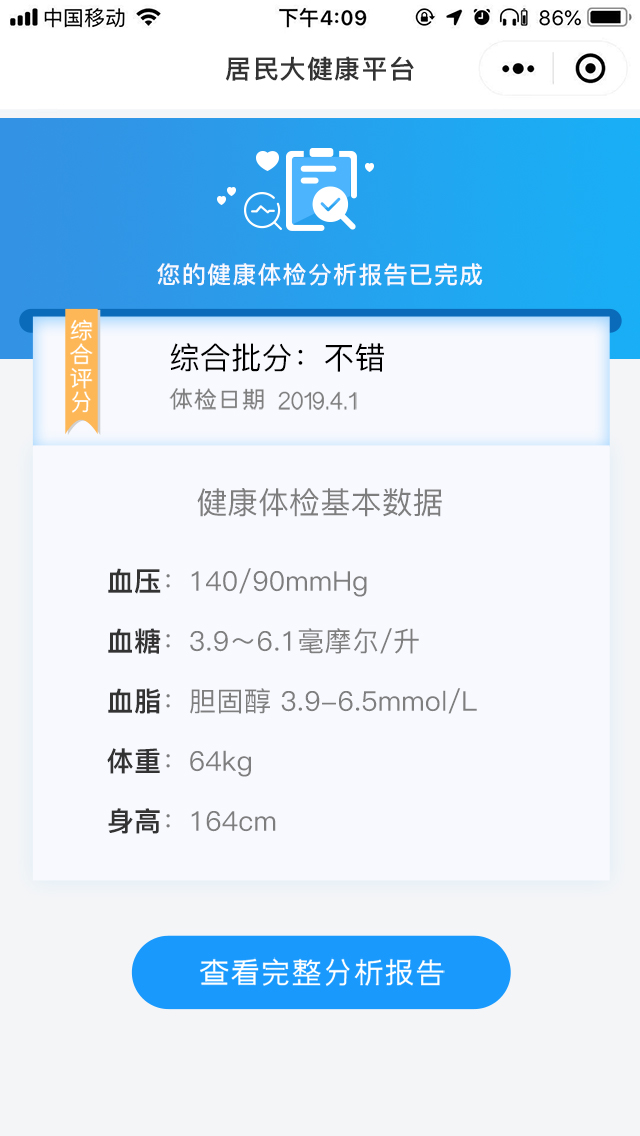 中国移动 下午4:09 86%
居民大健康平台
您的健康体检分析报告已完成
综合评分
综合批分：不错
体检日期 2019.4.1
健康体检基本数据
血压：140/90mmHg
血糖：3.9～6.1毫摩尔/升
血脂：胆固醇 3.9-6.5mmol/L
体重：64kg
身高：164cm
查看完整分析报告